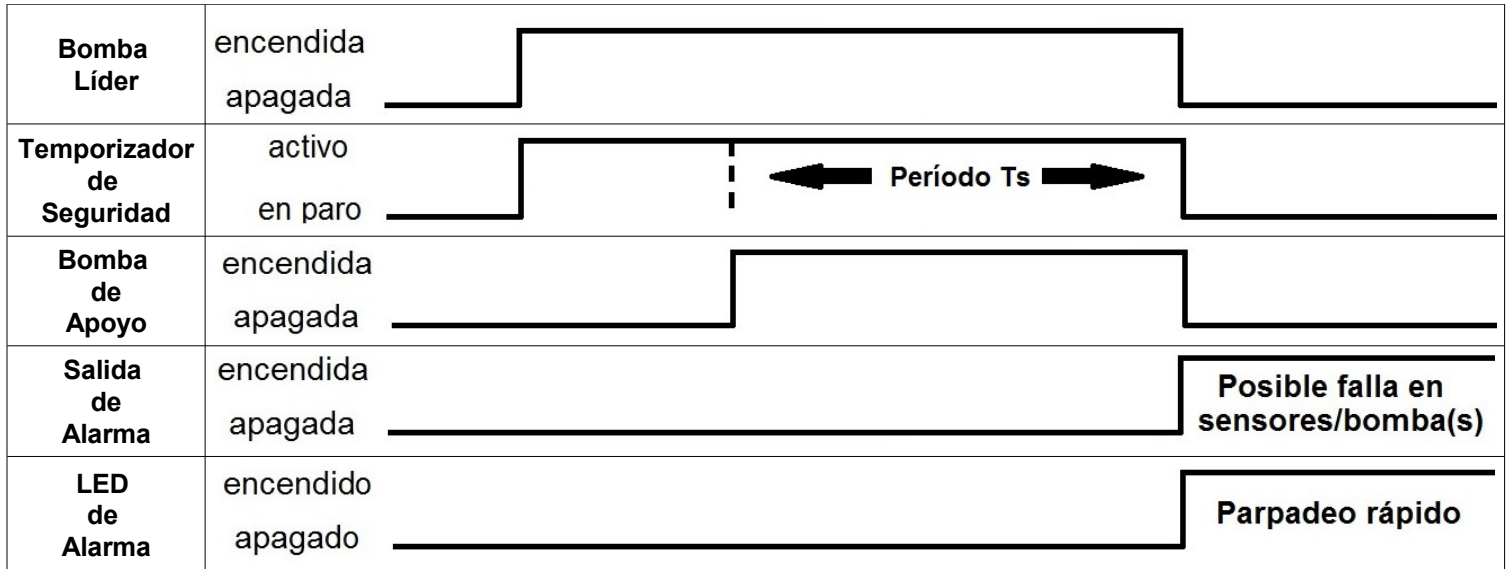 Bomba
Líder
encendida
apagada
Temporizador
de
Seguridad
activo
en paro
Período Ts
Bomba
de
Apoyo
encendida
apagada
Salida
de
Alarma
encendida
apagada
Posible falla en
sensores/bomba(s)
LED
de
Alarma
encendido
apagado
Parpadeo rápido